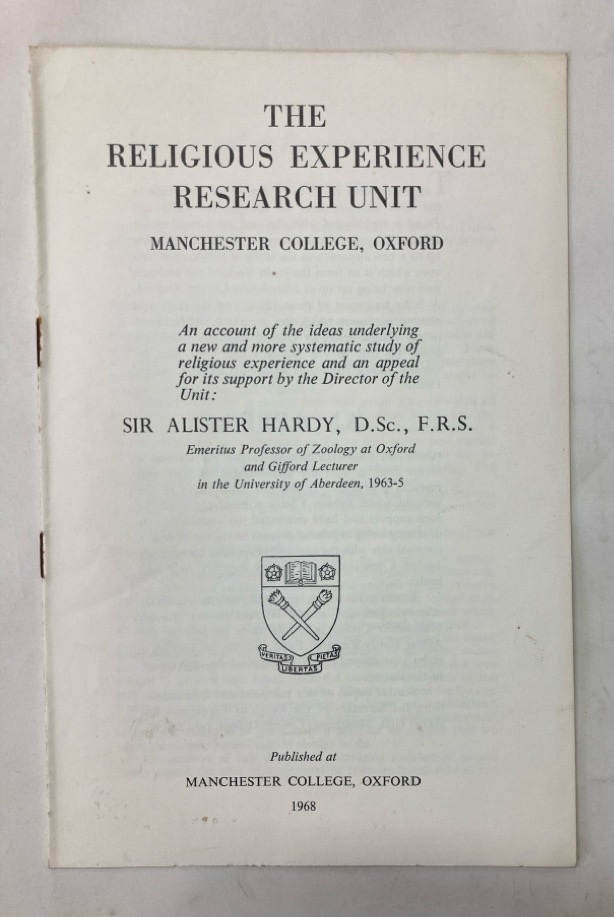 THE
RELIGIOUS EXPERIENCE
RESEARCH UNIT
MANCHESTER COLLEGE, OXFORD
An account of the ideas underlying
a new and more systematic study of
religious experience and an appeal
for its support by the Director of the
Unit:
SIR ALISTER HARDY, D.Sc., F.R.S.
Emeritus Professor of Zoology at Oxford
and Gifford Lecturer
in the University of Aberdeen, 1963-5
VERITAS LIBERTAS PIETAS
Published at
MANCHESTER COLLEGE, OXFORD
1968